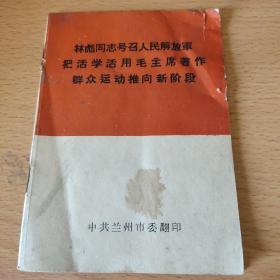 林彪同志号召人民解放軍
把活学活用毛主席著作
群众运动推向新阶段
中共兰州市委翻印